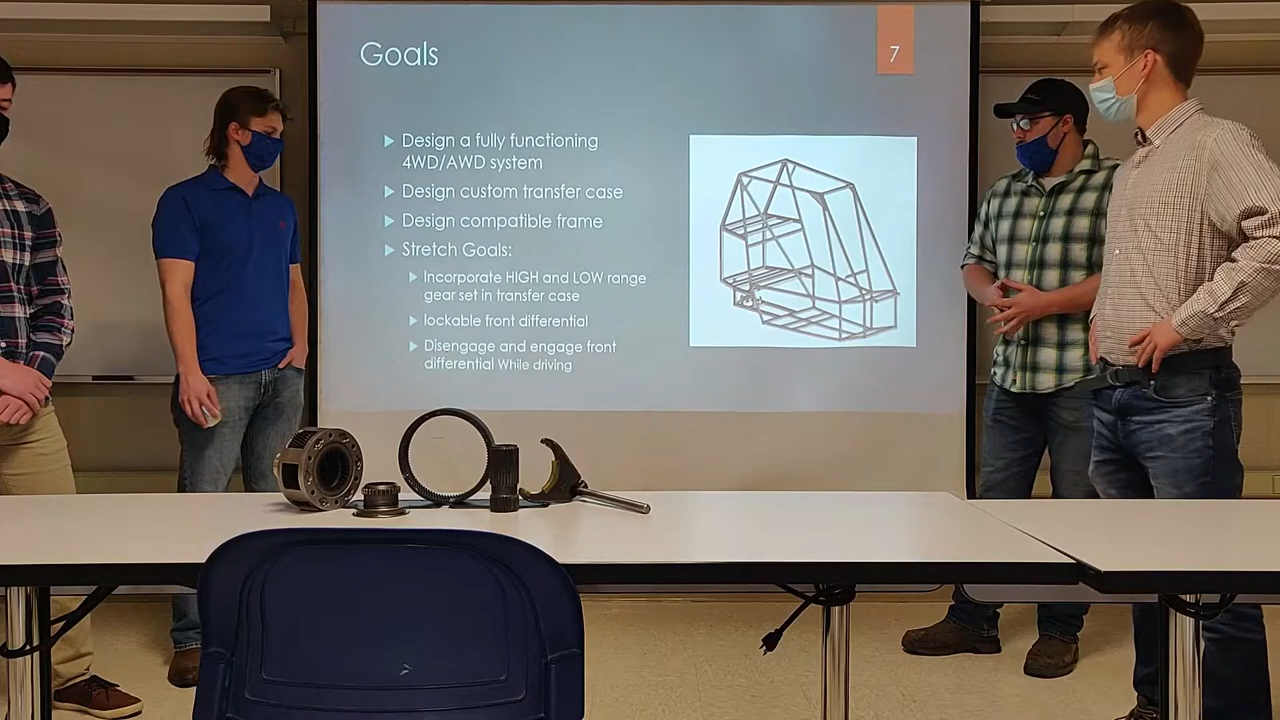 Goals
7
Design a fully functioning
4WD/AWD system
Design custom transfer case
Design compatible frame
Stretch Goals:
Incorporate HIGH and LOW range
gear set in transfer case
lockable front differential
Disengage and engage front
differential While driving